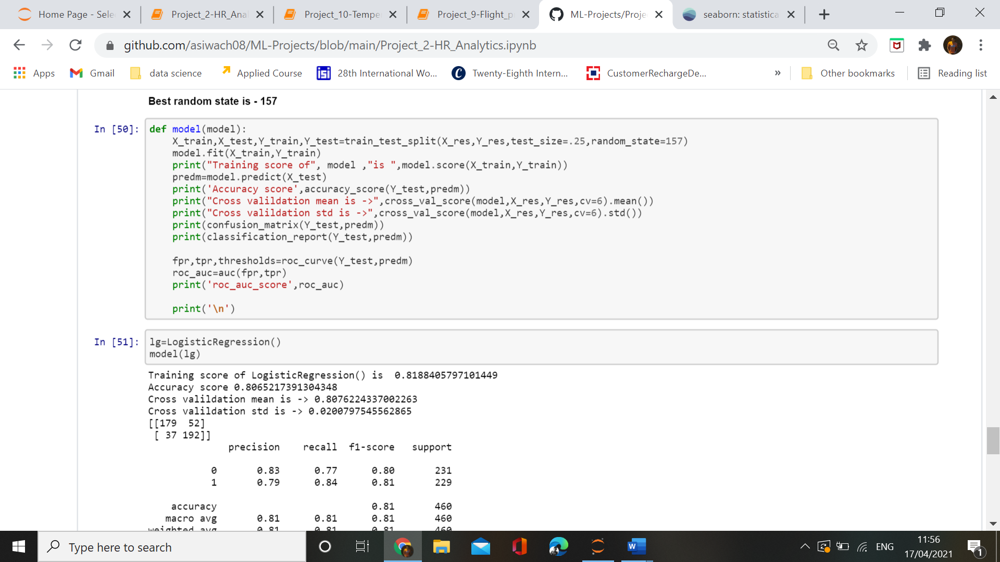 Home Page - Sele
Project_2-HR_Anal
Project_10-Tempe
Project_9-Flight_p
ML-Projects/Proje
seaborn: statistica
github.com/asiwach08/ML-Projects/blob/main/Project_2-HR_Analytics.ipynb
Apps
Gmail
data science
Applied Course
28th International Wo...
Twenty-Eighth Intern...
CustomerRechargeDe...
»
Other bookmarks
Reading list
Best random state is - 157
In [50]:
def model(model):
X_train,X_test,Y_train,Y_test=train_test_split(X_res,Y_res,test_size=.25,random_state=157)
model.fit(X_train,Y_train)
print("Training score of", model ,"is ",model.score(X_train,Y_train))
predm=model.predict(X_test)
print('Accuracy score',accuracy_score(Y_test,predm))
print("Cross valildation mean is ->",cross_val_score(model,X_res,Y_res,cv=6).mean())
print("Cross valildation std is ->",cross_val_score(model,X_res,Y_res,cv=6).std())
print(confusion_matrix(Y_test,predm))
print(classification_report(Y_test,predm))
fpr,tpr,thresholds=roc_curve(Y_test,predm)
roc_auc=auc(fpr,tpr)
print('roc_auc_score',roc_auc)
print('\n')
In [51]:
lg=LogisticRegression()
model(lg)
Training score of LogisticRegression() is  0.8188405797101449
Accuracy score 0.8065217391304348
Cross valildation mean is -> 0.8076224337002263
Cross valildation std is -> 0.0200797545562865
[[179  52]
[ 37 192]]
precision recall f1-score support
0 0.83 0.77 0.80 231
1 0.79 0.84 0.81 229
accuracy 0.81 460
macro avg 0.81 0.81 0.81 460
weighted avg 0.81 0.81 0.81 460
Type here to search
ENG
11:56
17/04/2021
1